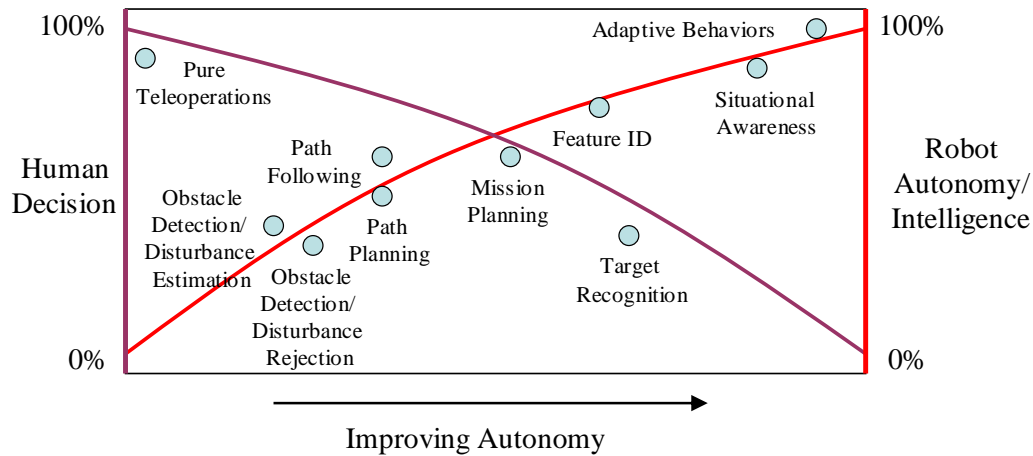 100%
Human
Decision
0%
Pure
Teleoperations
Obstacle
Detection/
Disturbance
Estimation
Obstacle
Detection/
Disturbance
Rejection
Path
Following
Path
Planning
Mission
Planning
Feature ID
Target
Recognition
Adaptive Behaviors
Situational
Awareness
100%
Robot
Autonomy/
Intelligence
0%
Improving Autonomy